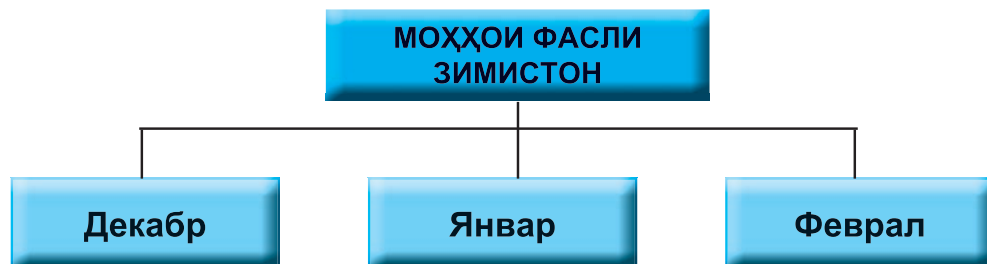 МОҲҲОИ ФАСЛИ
ЗИМИСТОН
Декабр
Январ
Феврал